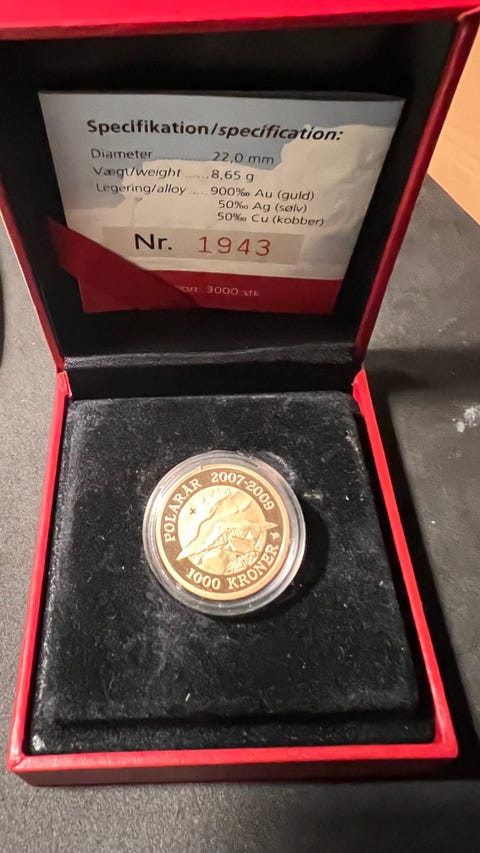 Specifikation/specification:
Diameter ............ 22,0 mm
Vægt/weight ..... 8,65 g
Legering/alloy .... 900‰ Au (guld)
50‰ Ag (sølv)
50‰ Cu (kobber)
Nr. 1943
3000 stk
POLARÅR 2007-2009
1000 KRONER